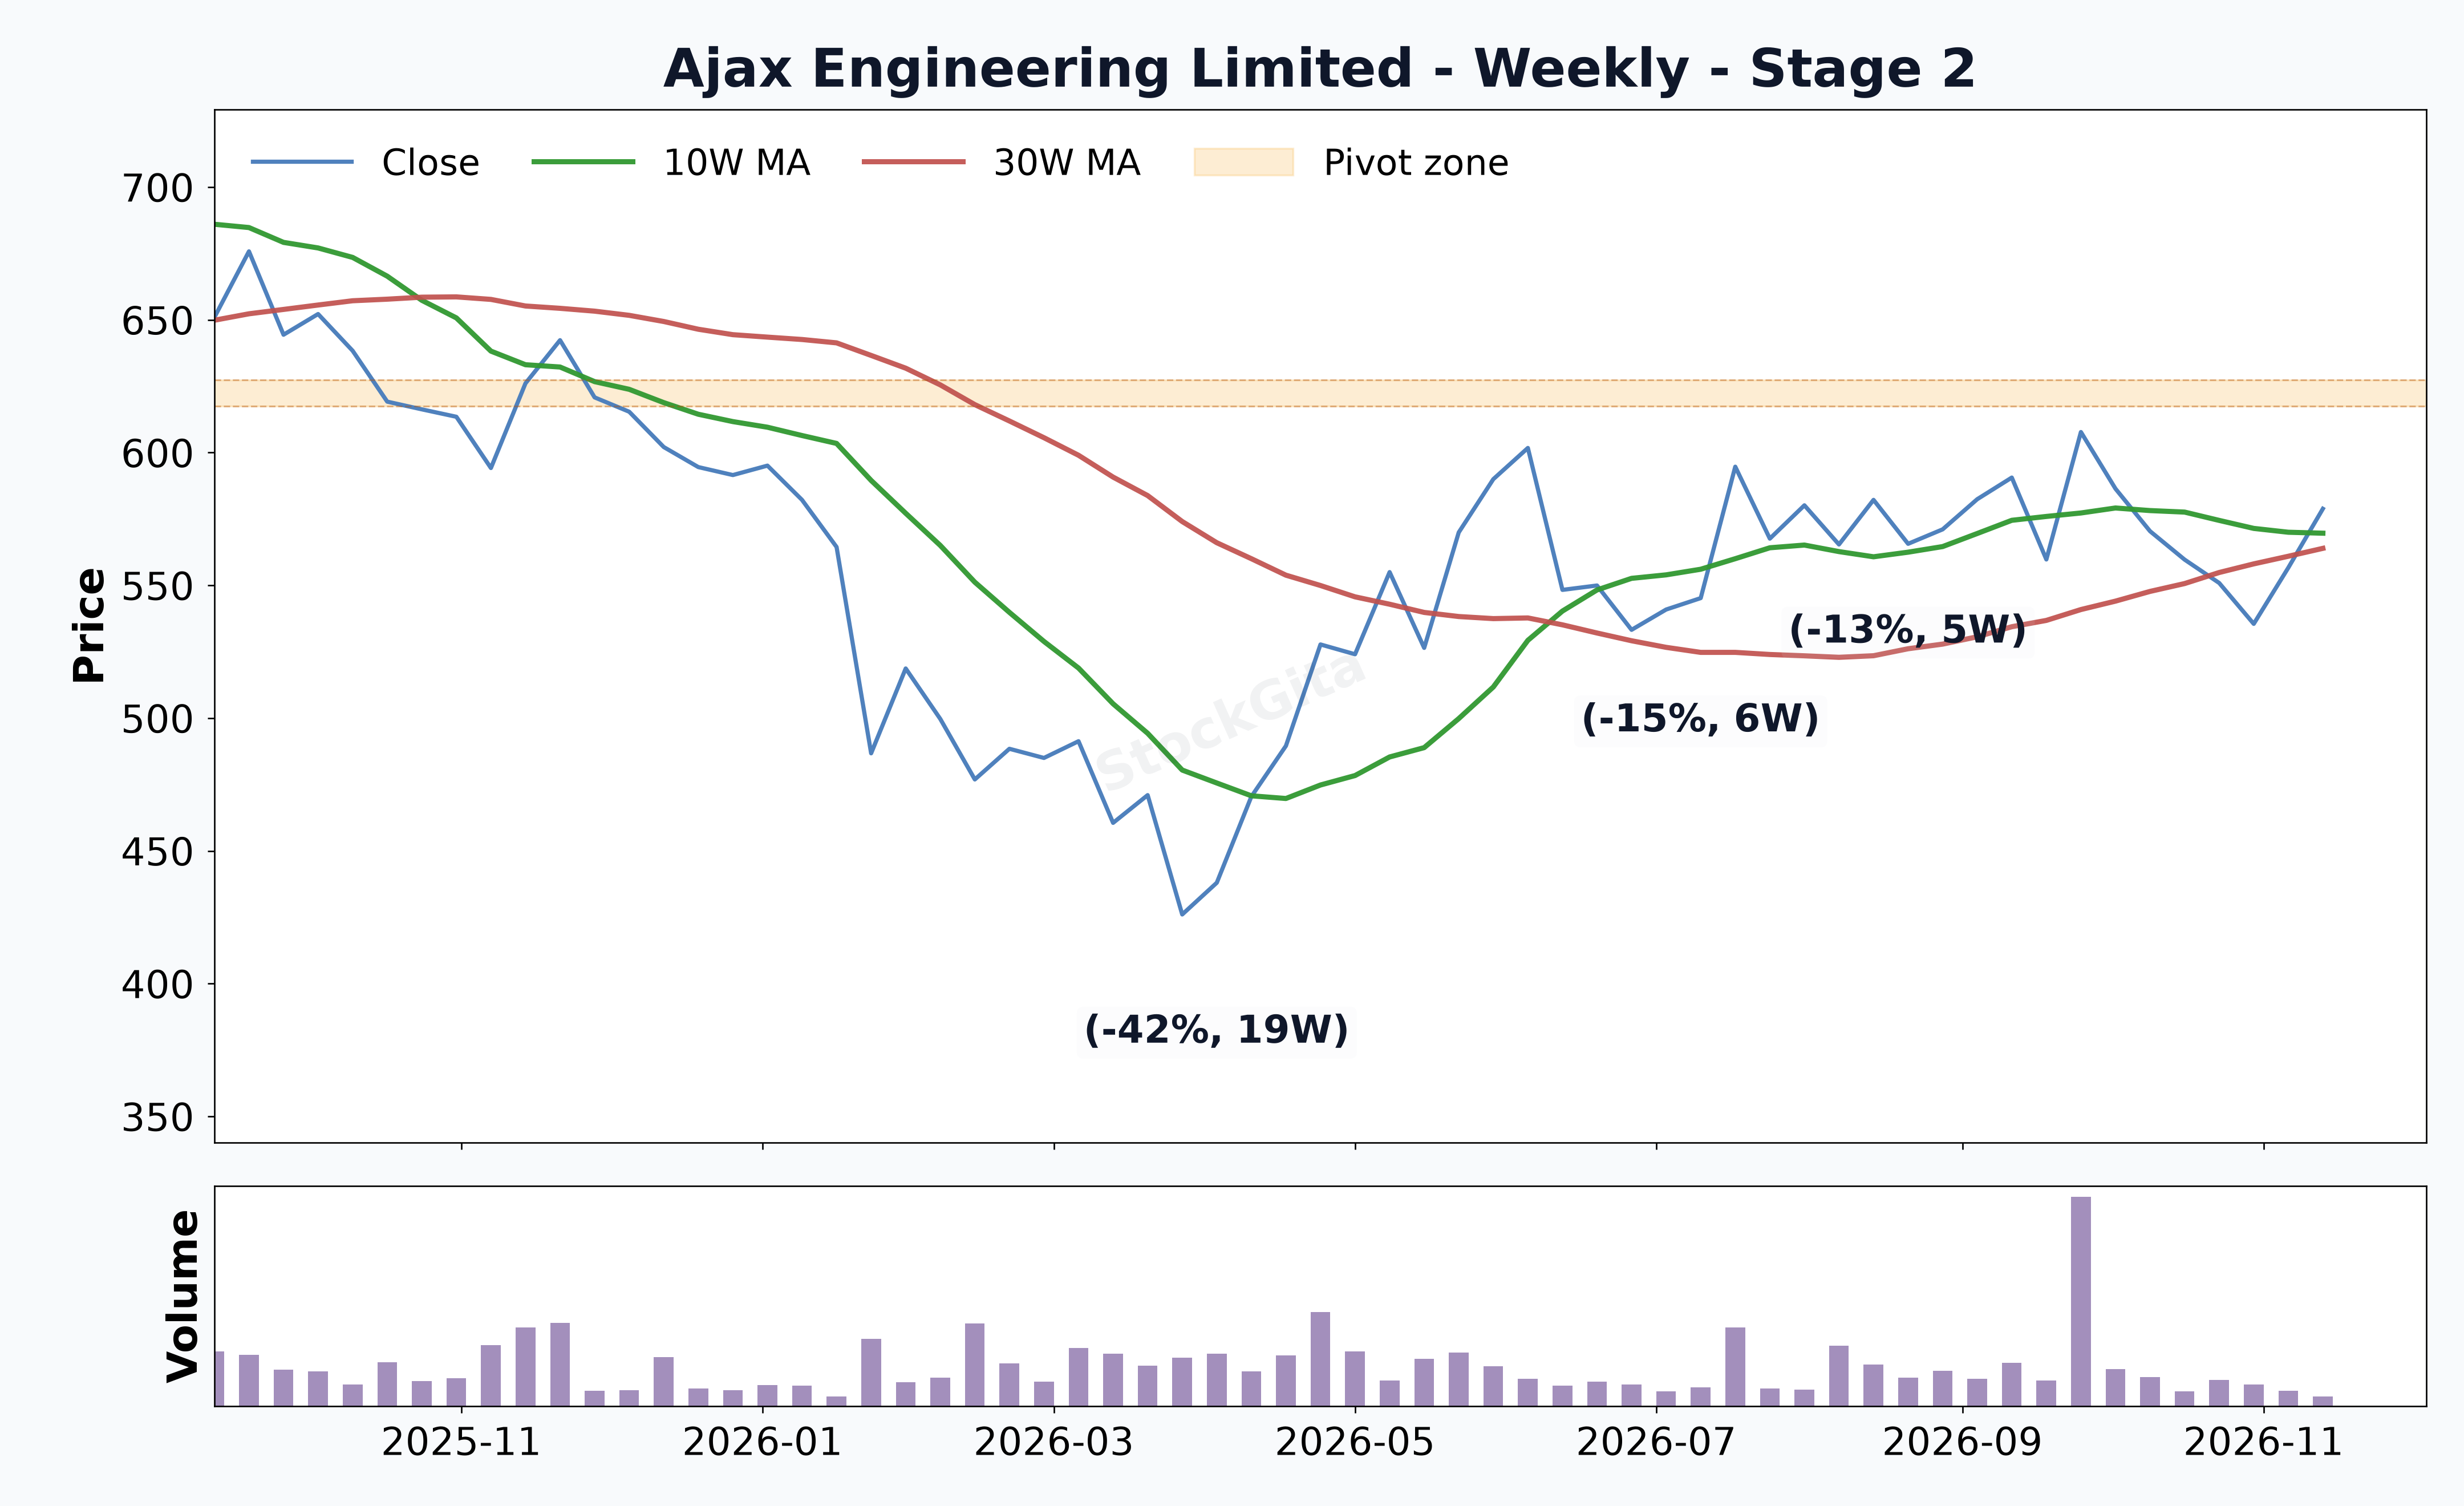 Ajax Engineering Limited - Weekly - Stage 2
Close 10W MA 30W MA Pivot zone
Price
700
650
600
550
500
450
400
350
(-13%, 5W)
(-15%, 6W)
(-42%, 19W)
StockGita
Volume
2025-11 2026-01 2026-03 2026-05 2026-07 2026-09 2026-11